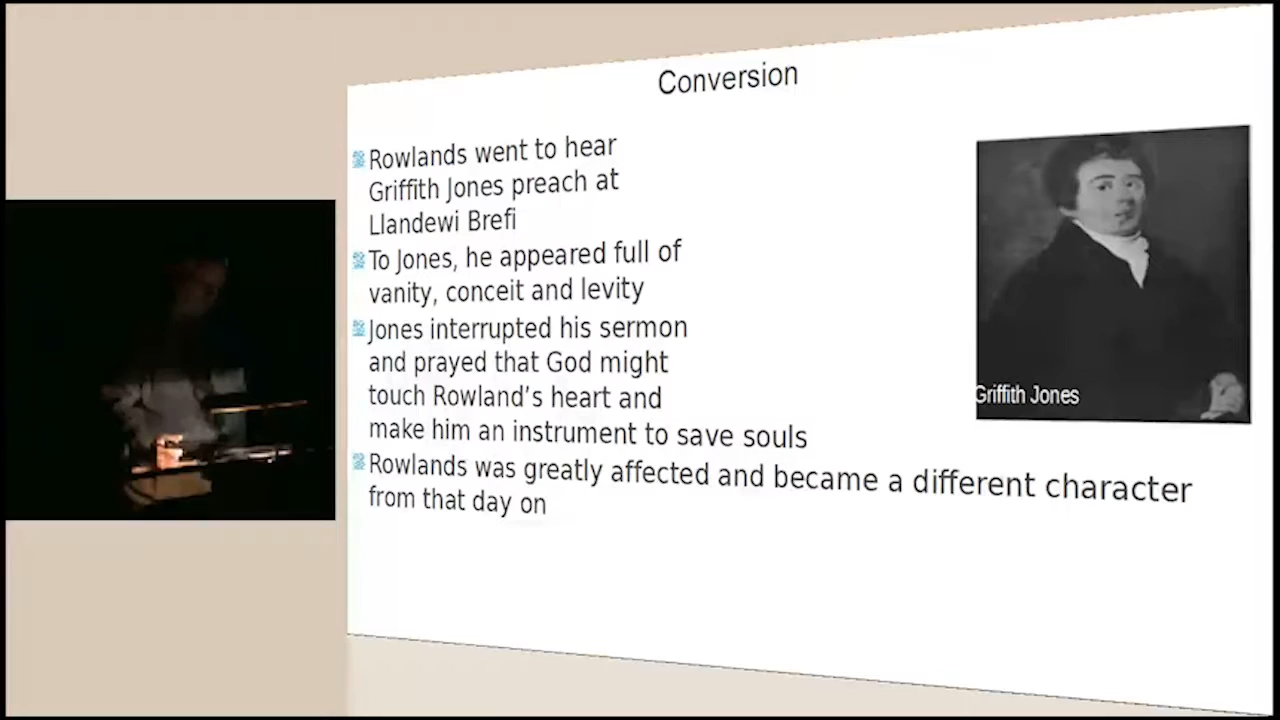 Conversion
Rowlands went to hear
Griffith Jones preach at
Llandewi Brefi
To Jones, he appeared full of
vanity, conceit and levity
Jones interrupted his sermon
and prayed that God might
touch Rowland's heart and
make him an instrument to save souls
Rowlands was greatly affected and became a different character
from that day on
Griffith Jones